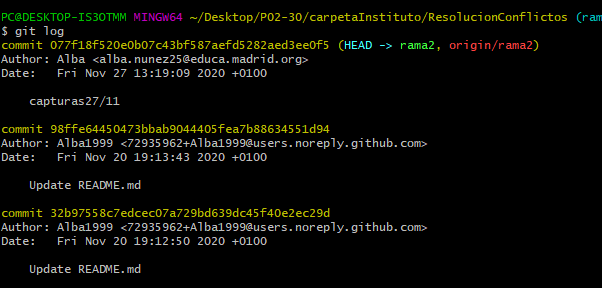 PC@DESKTOP-IS3OTMM MINGW64 ~/Desktop/PO2-30/carpetaInstituto/ResolucionConflictos (ram
$ git log
commit 077f18f520e0b07c43bf587aefd5282aed3ee0f5 (HEAD -> rama2, origin/rama2)
Author: Alba <alba.nunez25@educa.madrid.org>
Date:   Fri Nov 27 13:19:09 2020 +0100
capturas27/11
commit 98ffe64450473bbab9044405fea7b88634551d94
Author: Alba1999 <72935962+Alba1999@users.noreply.github.com>
Date:   Fri Nov 20 19:13:43 2020 +0100
Update README.md
commit 32b97558c7edcec07a729bd639dc45f40e2ec29d
Author: Alba1999 <72935962+Alba1999@users.noreply.github.com>
Date:   Fri Nov 20 19:12:50 2020 +0100
Update README.md